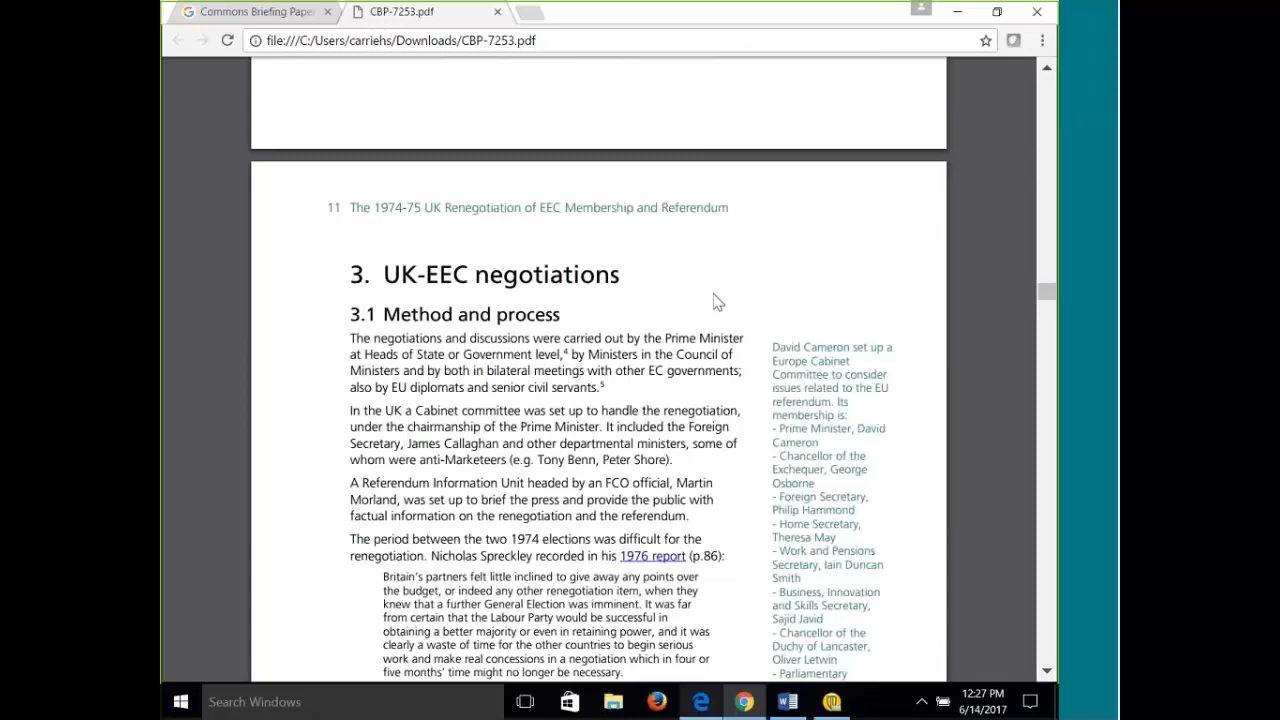 Commons Briefing Pape
CBP-7253.pdf
file:///C:/Users/carriehs/Downloads/CBP-7253.pdf
11 The 1974-75 UK Renegotiation of EEC Membership and Referendum
3. UK-EEC negotiations
3.1 Method and process
The negotiations and discussions were carried out by the Prime Minister
at Heads of State or Government level,4 by Ministers in the Council of
Ministers and by both in bilateral meetings with other EC governments;
also by EU diplomats and senior civil servants.5
In the UK a Cabinet committee was set up to handle the renegotiation,
under the chairmanship of the Prime Minister. It included the Foreign
Secretary, James Callaghan and other departmental ministers, some of
whom were anti-Marketeers (e.g. Tony Benn, Peter Shore).
A Referendum Information Unit headed by an FCO official, Martin
Morland, was set up to brief the press and provide the public with
factual information on the renegotiation and the referendum.
The period between the two 1974 elections was difficult for the
renegotiation. Nicholas Spreckley recorded in his 1976 report (p.86):
Britain's partners felt little inclined to give away any points over
the budget, or indeed any other renegotiation item, when they
knew that a further General Election was imminent. It was far
from certain that the Labour Party would be successful in
obtaining a better majority or even in retaining power, and it was
clearly a waste of time for the other countries to begin serious
work and make real concessions in a negotiation which in four or
five months' time might no longer be necessary.
David Cameron set up a
Europe Cabinet
Committee to consider
issues related to the EU
referendum. Its
membership is:
- Prime Minister, David
Cameron
- Chancellor of the
Exchequer, George
Osborne
- Foreign Secretary,
Philip Hammond
- Home Secretary,
Theresa May
- Work and Pensions
Secretary, Iain Duncan
Smith
- Business, Innovation
and Skills Secretary,
Sajid Javid
- Chancellor of the
Duchy of Lancaster,
Oliver Letwin
- Parliamentary
Search Windows
12:27 PM
6/14/2017